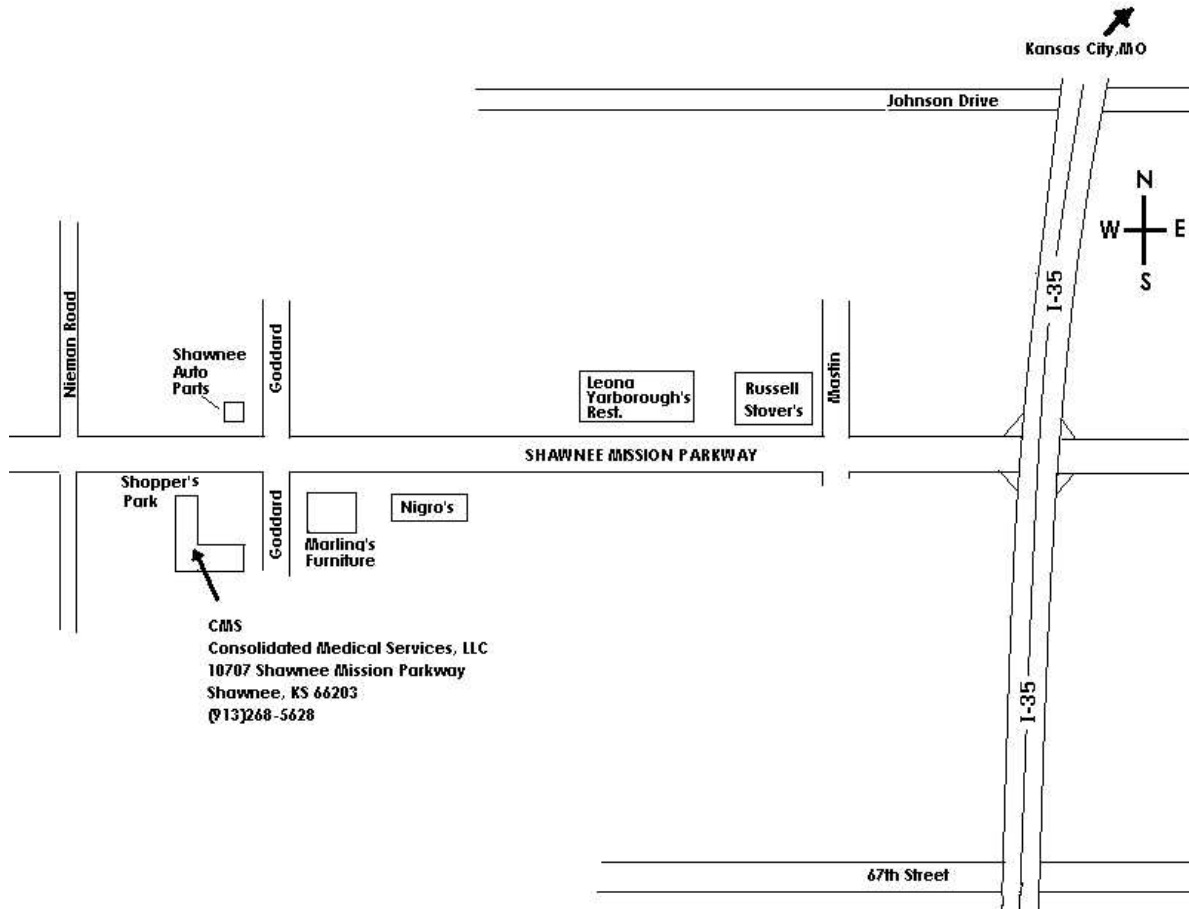 Kansas City,MO
Johnson Drive
N
W
E
S
I-35
Nieman Road
Goddard
Shawnee
Auto
Parts
Leona
Yarborough's
Rest.
Russell
Stover's
Mastin
SHAWNEE MISSION PARKWAY
Shopper's
Park
Goddard
Marling's
Furniture
Nigro's
CMS
Consolidated Medical Services, LLC
10707 Shawnee Mission Parkway
Shawnee, KS 66203
(913)268-5628
I-35
67th Street